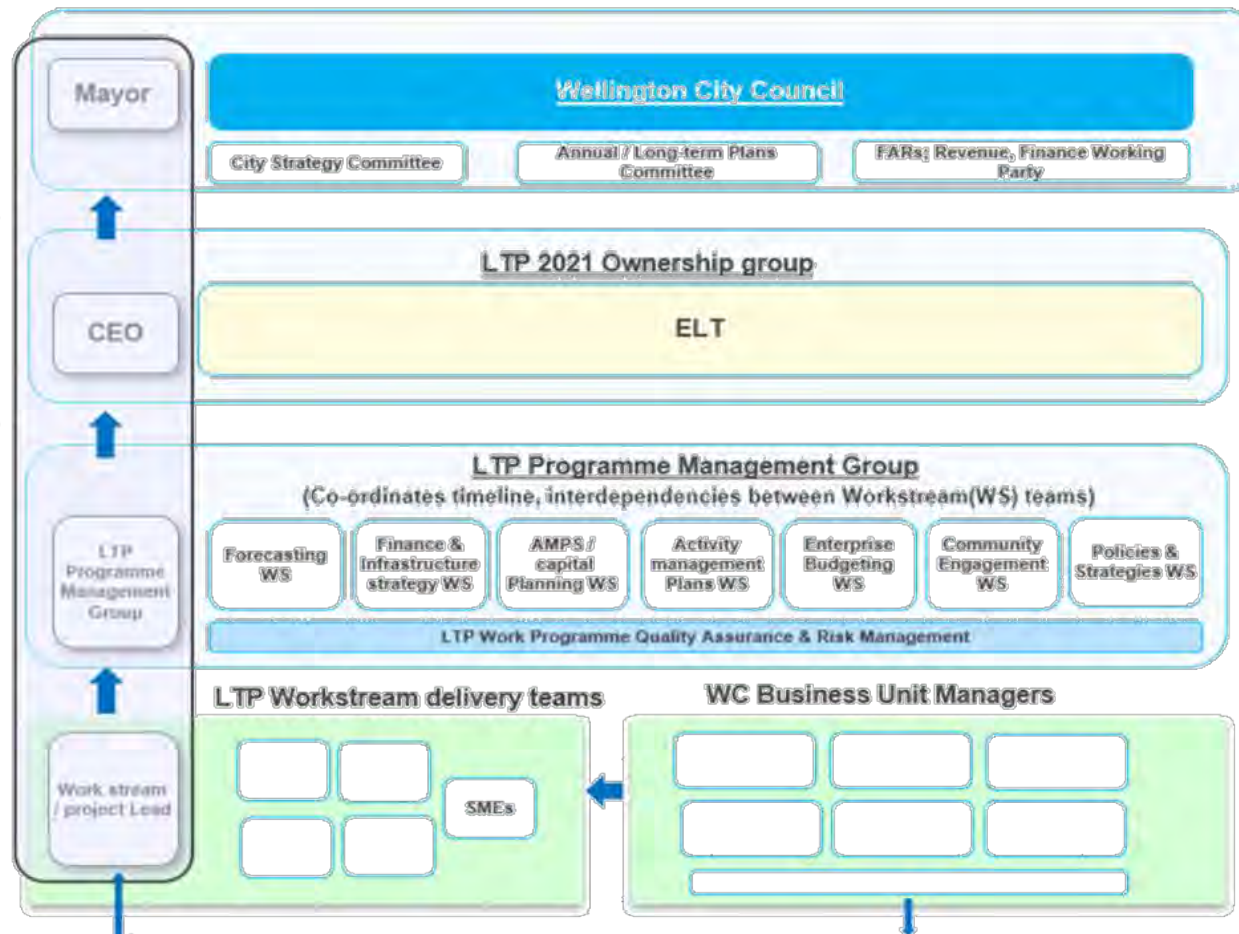 Mayor
Wellington City Council
City Strategy Committee
Annual / Long-term Plans
Committee
FARs; Revenue, Finance Working
Party
LTP 2021 Ownership group
CEO
ELT
LTP Programme Management Group
(Co-ordinates timeline, interdependencies between Workstream(WS) teams)
LTP
Programme
Management
Group
Forecasting
WS
Finance &
Infrastructure
strategy WS
AMPS /
capital
Planning WS
Activity
management
Plans WS
Enterprise
Budgeting
WS
Community
Engagement
WS
Policies &
Strategies WS
LTP Work Programme Quality Assurance & Risk Management
LTP Workstream delivery teams
WC Business Unit Managers
Work stream
/ project Lead
SMEs